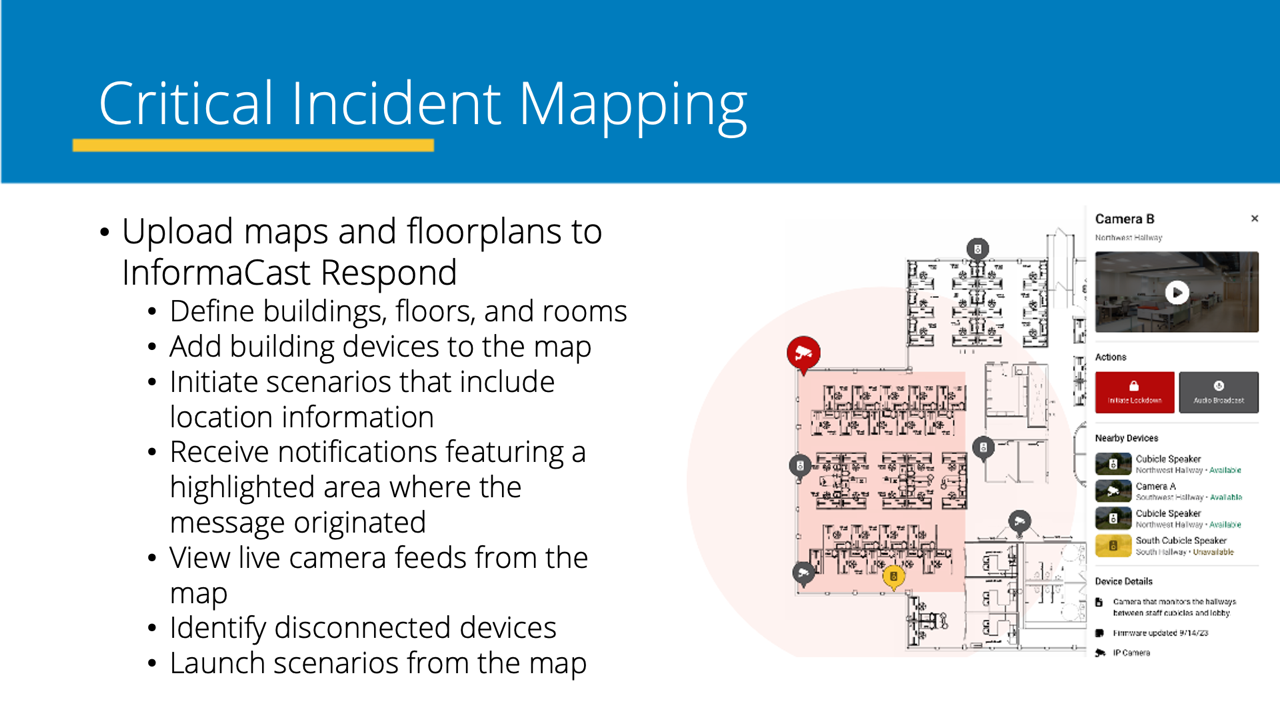 Critical Incident Mapping
• Upload maps and floorplans to
InformaCast Respond
• Define buildings, floors, and rooms
• Add building devices to the map
• Initiate scenarios that include
location information
• Receive notifications featuring a
highlighted area where the
message originated
• View live camera feeds from the
map
• Identify disconnected devices
• Launch scenarios from the map
Camera B
Northwest Hallway
Actions
Initiate Lockdown
Audio Broadcast
Nearby Devices
Cubicle Speaker
Northwest Hallway • Available
Camera A
Southwest Hallway • Available
Cubicle Speaker
Northwest Hallway • Available
South Cubicle Speaker
South Hallway • Unavailable
Device Details
Camera that monitors the hallways
between staff cubicles and lobby
Firmware updated 9/14/23
IP Camera